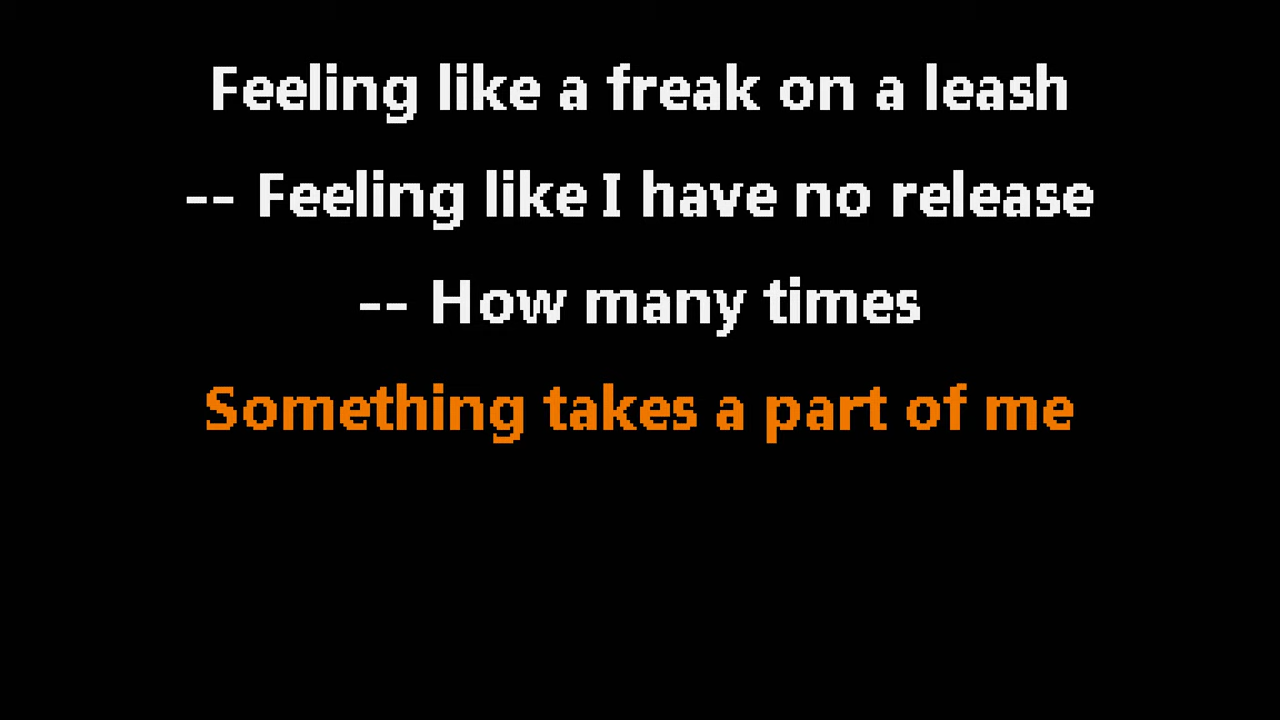 Feeling like a freak on a leash
-- Feeling like I have no release
-- How many times
Something takes a part of me